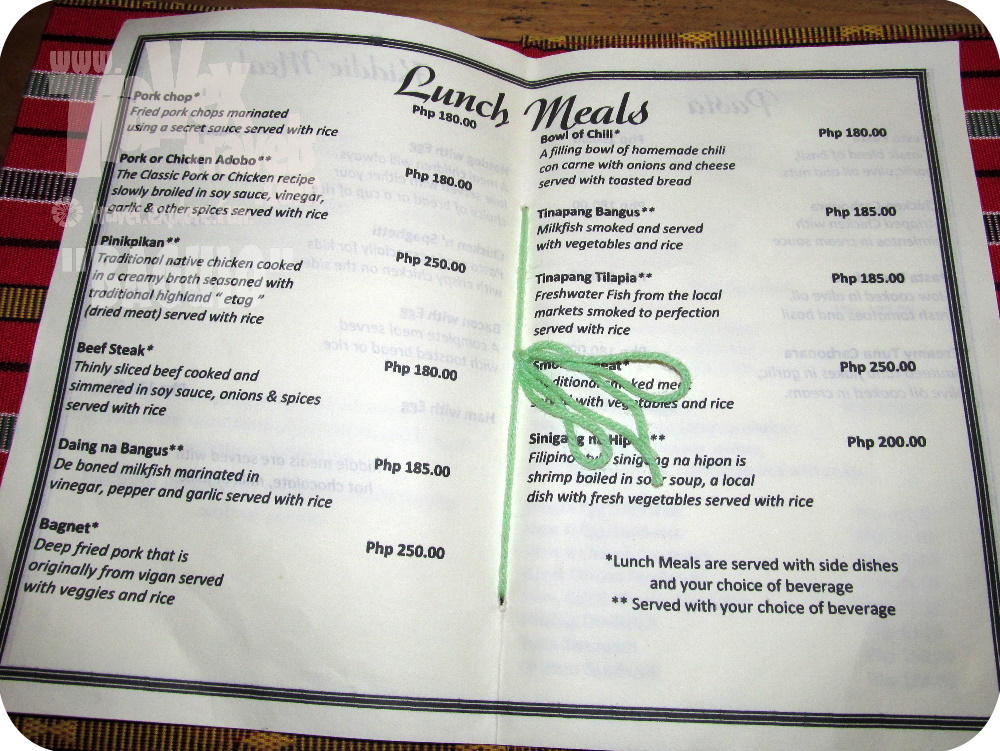 Lunch Meals
Pork chop* Php 180.00
Fried pork chops marinated
using a secret sauce served with rice
Pork or Chicken Adobo** Php 180.00
The Classic Pork or Chicken recipe
slowly broiled in soy sauce, vinegar,
garlic & other spices served with rice
Pinikpikan** Php 250.00
Traditional native chicken cooked
in a creamy broth seasoned with
traditional highland " etag "
(dried meat) served with rice
Beef Steak* Php 180.00
Thinly sliced beef cooked and
simmered in soy sauce, onions & spices
served with rice
Daing na Bangus** Php 185.00
De boned milkfish marinated in
vinegar, pepper and garlic served with rice
Bagnet* Php 250.00
Deep fried pork that is
originally from vigan served
with veggies and rice
Bowl of Chili* Php 180.00
A filling bowl of homemade chili
con carne with onions and cheese
served with toasted bread
Tinapang Bangus** Php 185.00
Milkfish smoked and served
with vegetables and rice
Tinapang Tilapia** Php 185.00
Freshwater Fish from the local
markets smoked to perfection
served with rice
Php 250.00
with vegetables and rice
Sinigang na ** Php 200.00
Filipino sinigang na hipon is
shrimp boiled in sour soup, a local
dish with fresh vegetables served with rice
*Lunch Meals are served with side dishes
and your choice of beverage
** Served with your choice of beverage